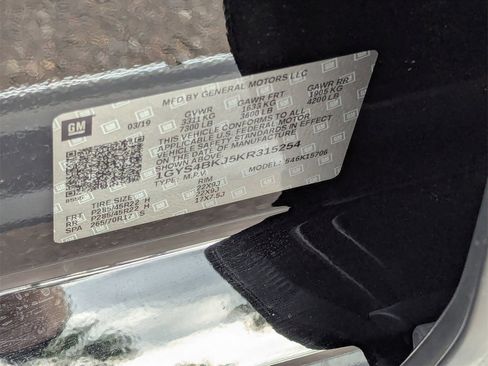 MFD BY GENERAL MOTORS LLC
GM
03/19
GVWR GAWR FRT GAWR RR
3311 KG 1633 KG 1905 KG
7300 LB 3600 LB 4200 LB
THIS VEHICLE CONFORMS TO ALL
APPLICABLE U.S. FEDERAL MOTOR
VEHICLE SAFETY STANDARDS IN EFFECT
ON THE DATE OF MANUFACTURE SHOWN
ABOVE.
1GYS4BKJ5KR315254
TYPE: M.P.V.
TIRE SIZE RIM
FRT P285/45R22 H 22X9J
RR P285/45R22 H 22X9J
SPA 265/70R17 S 17X7.5J